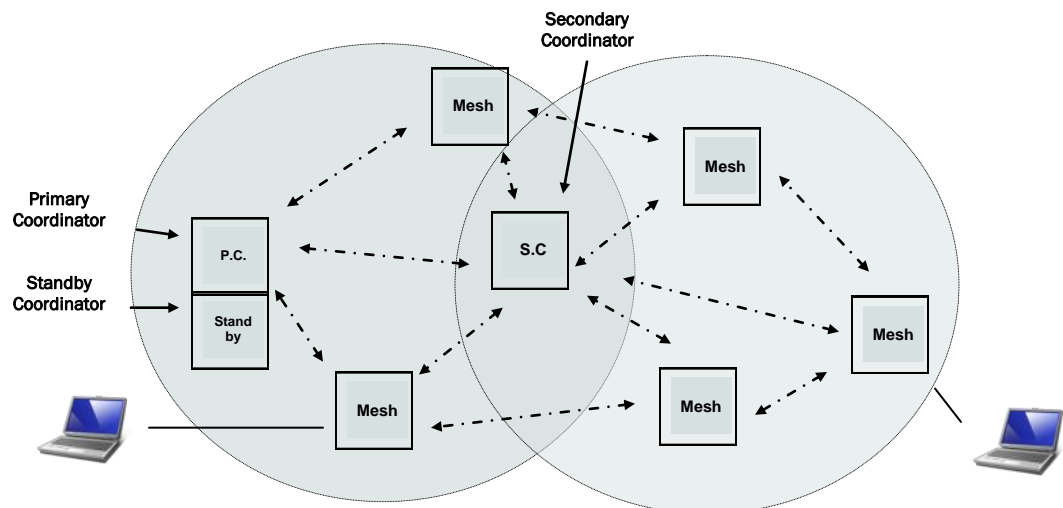 Secondary
Coordinator
Mesh
Mesh
Primary
Coordinator
P.C.
S.C
Standby
Coordinator
Stand
by
Mesh
Mesh
Mesh